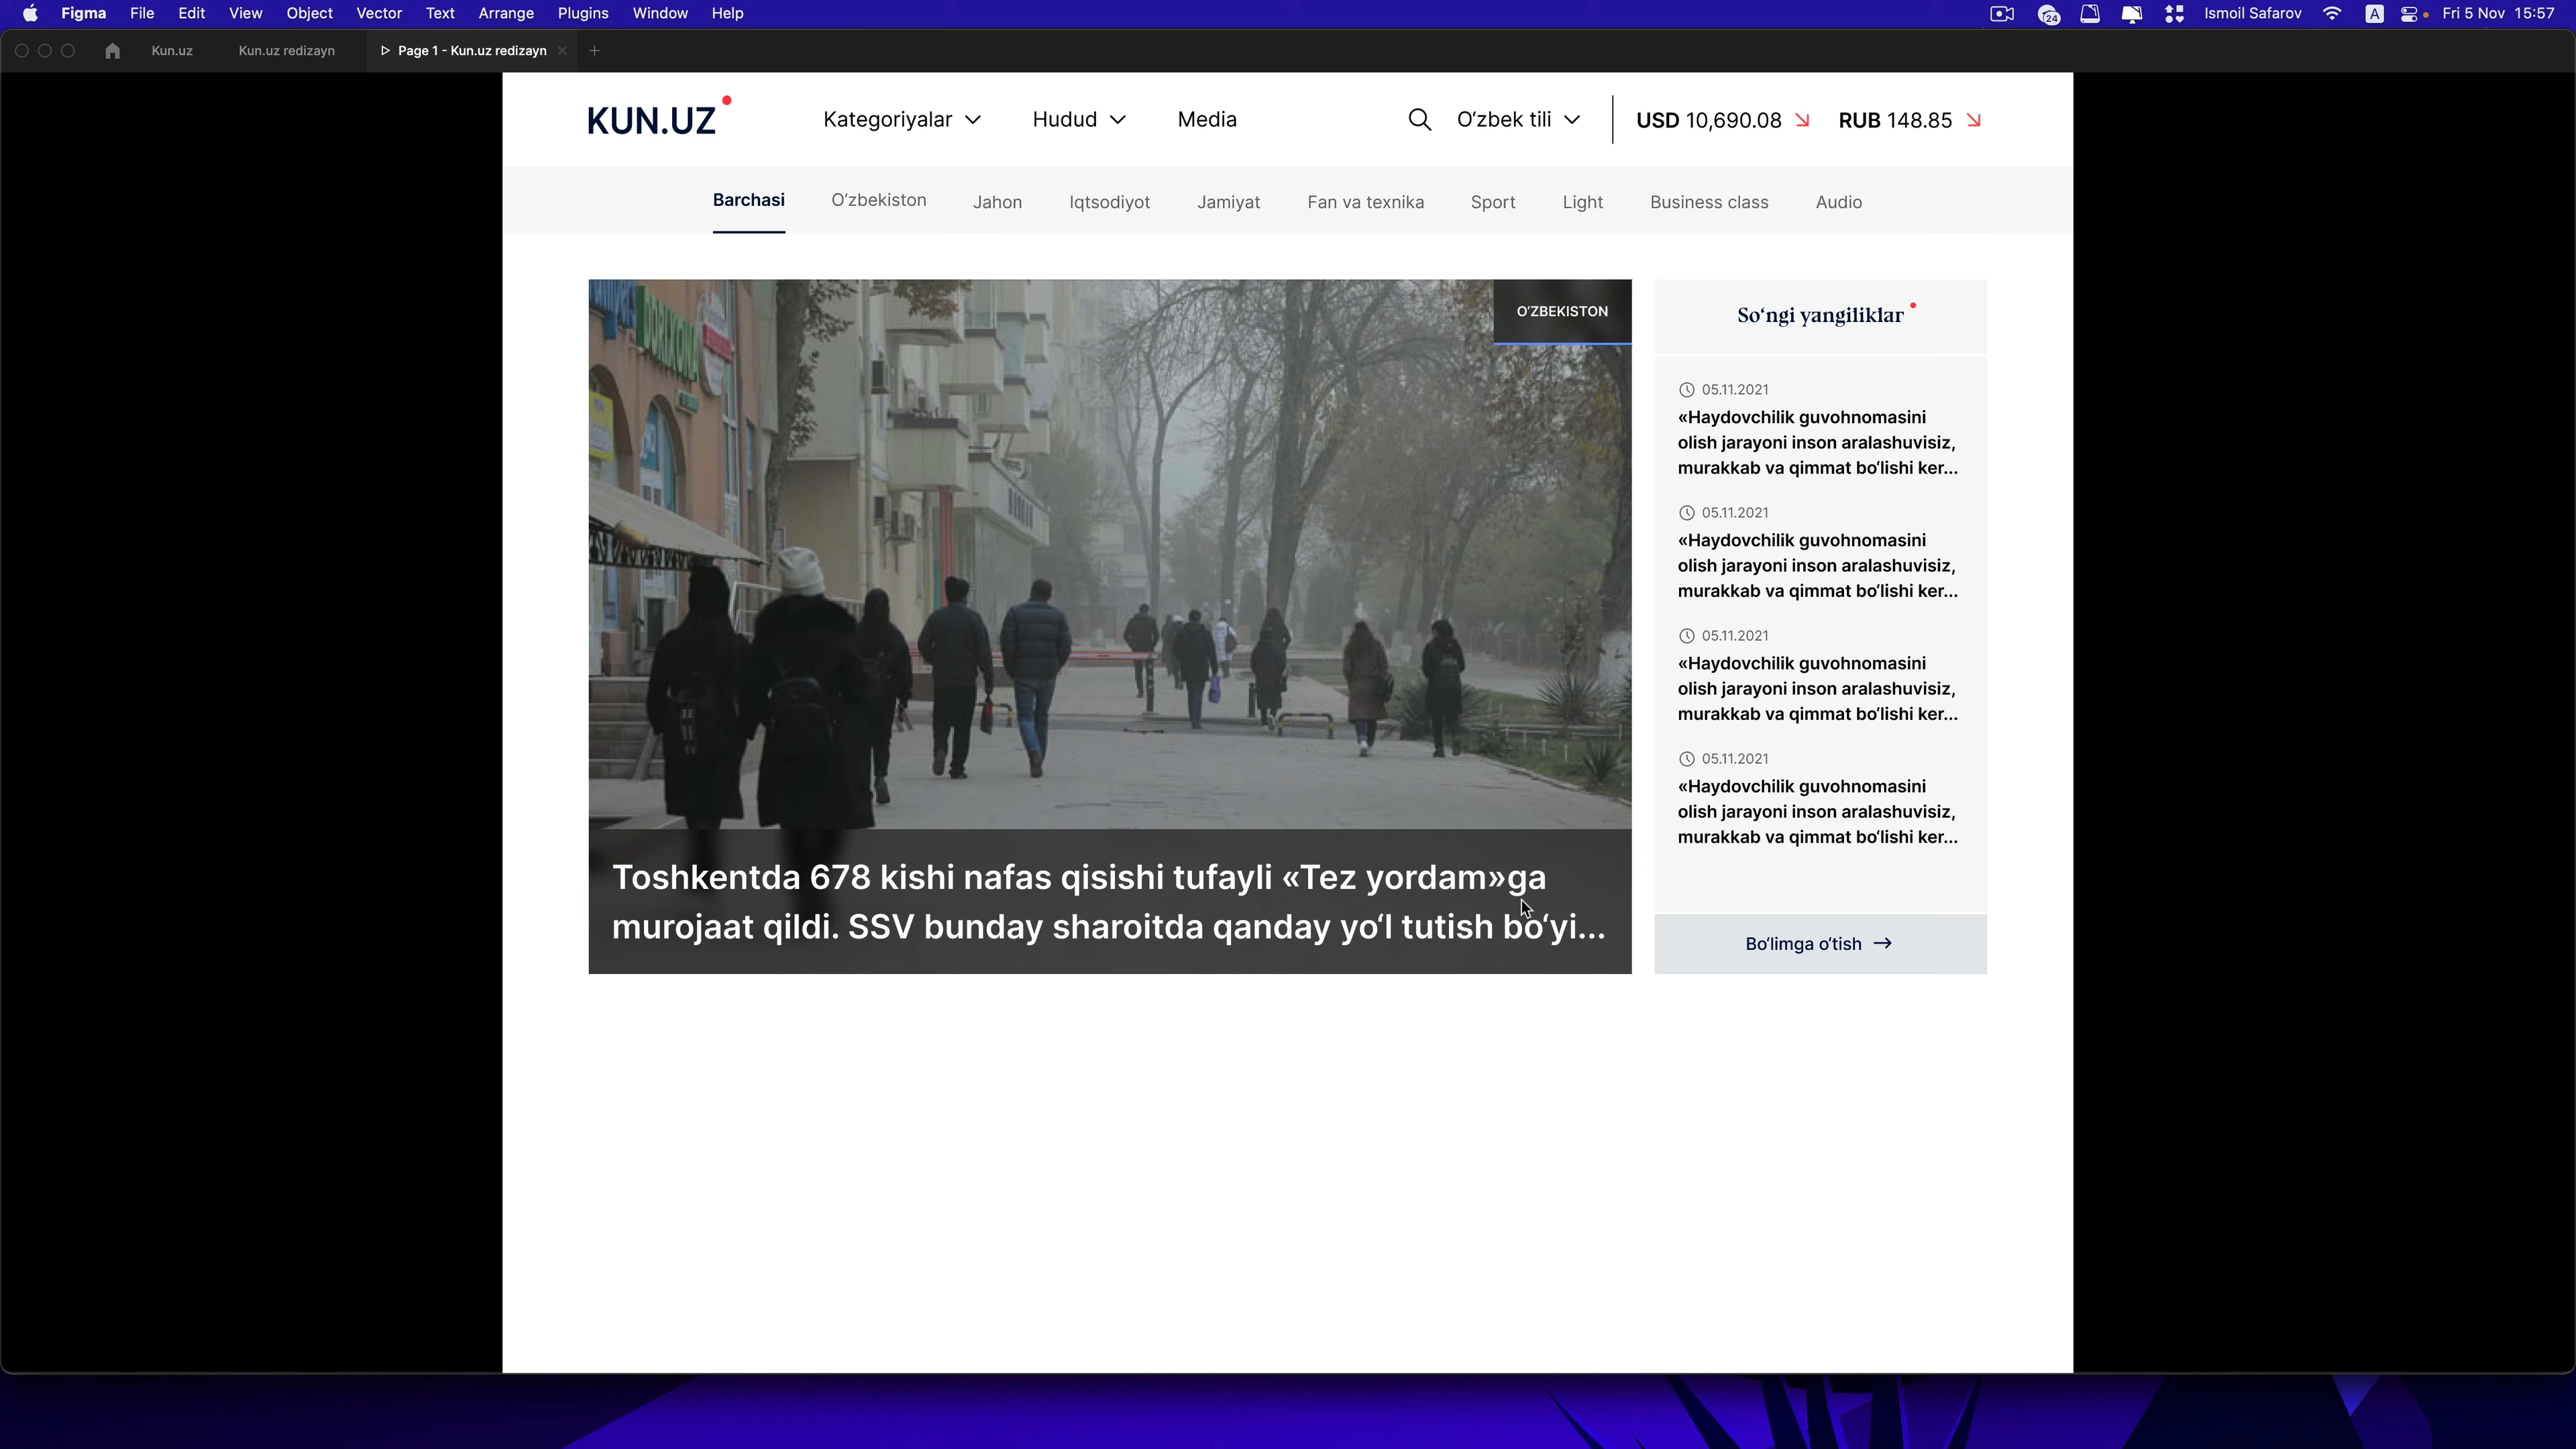 Figma File Edit View Object Vector Text Arrange Plugins Window Help
24 Ismoil Safarov A Fri 5 Nov 15:57
Kun.uz Kun.uz redizayn Page 1 - Kun.uz redizayn
KUN.UZ Kategoriyalar Hudud Media O‘zbek tili USD 10,690.08 RUB 148.85
Barchasi O‘zbekiston Jahon Iqtsodiyot Jamiyat Fan va texnika Sport Light Business class Audio
O‘ZBEKISTON
Toshkentda 678 kishi nafas qisishi tufayli «Tez yordam»ga
murojaat qildi. SSV bunday sharoitda qanday yo‘l tutish bo‘yi...
So‘ngi yangiliklar
05.11.2021
«Haydovchilik guvohnomasini
olish jarayoni inson aralashuvisiz,
murakkab va qimmat bo‘lishi ker...
05.11.2021
«Haydovchilik guvohnomasini
olish jarayoni inson aralashuvisiz,
murakkab va qimmat bo‘lishi ker...
05.11.2021
«Haydovchilik guvohnomasini
olish jarayoni inson aralashuvisiz,
murakkab va qimmat bo‘lishi ker...
05.11.2021
«Haydovchilik guvohnomasini
olish jarayoni inson aralashuvisiz,
murakkab va qimmat bo‘lishi ker...
Bo‘limga o‘tish